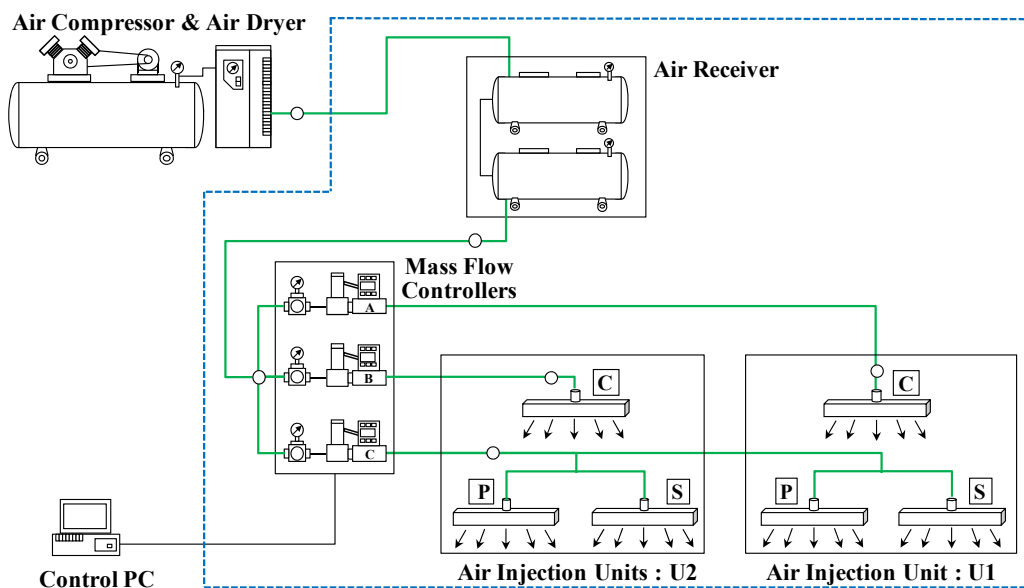 Air Compressor & Air Dryer
Air Receiver
Mass Flow
Controllers
A
B
C
C
C
P
S
P
S
Control PC
Air Injection Units : U2
Air Injection Unit : U1